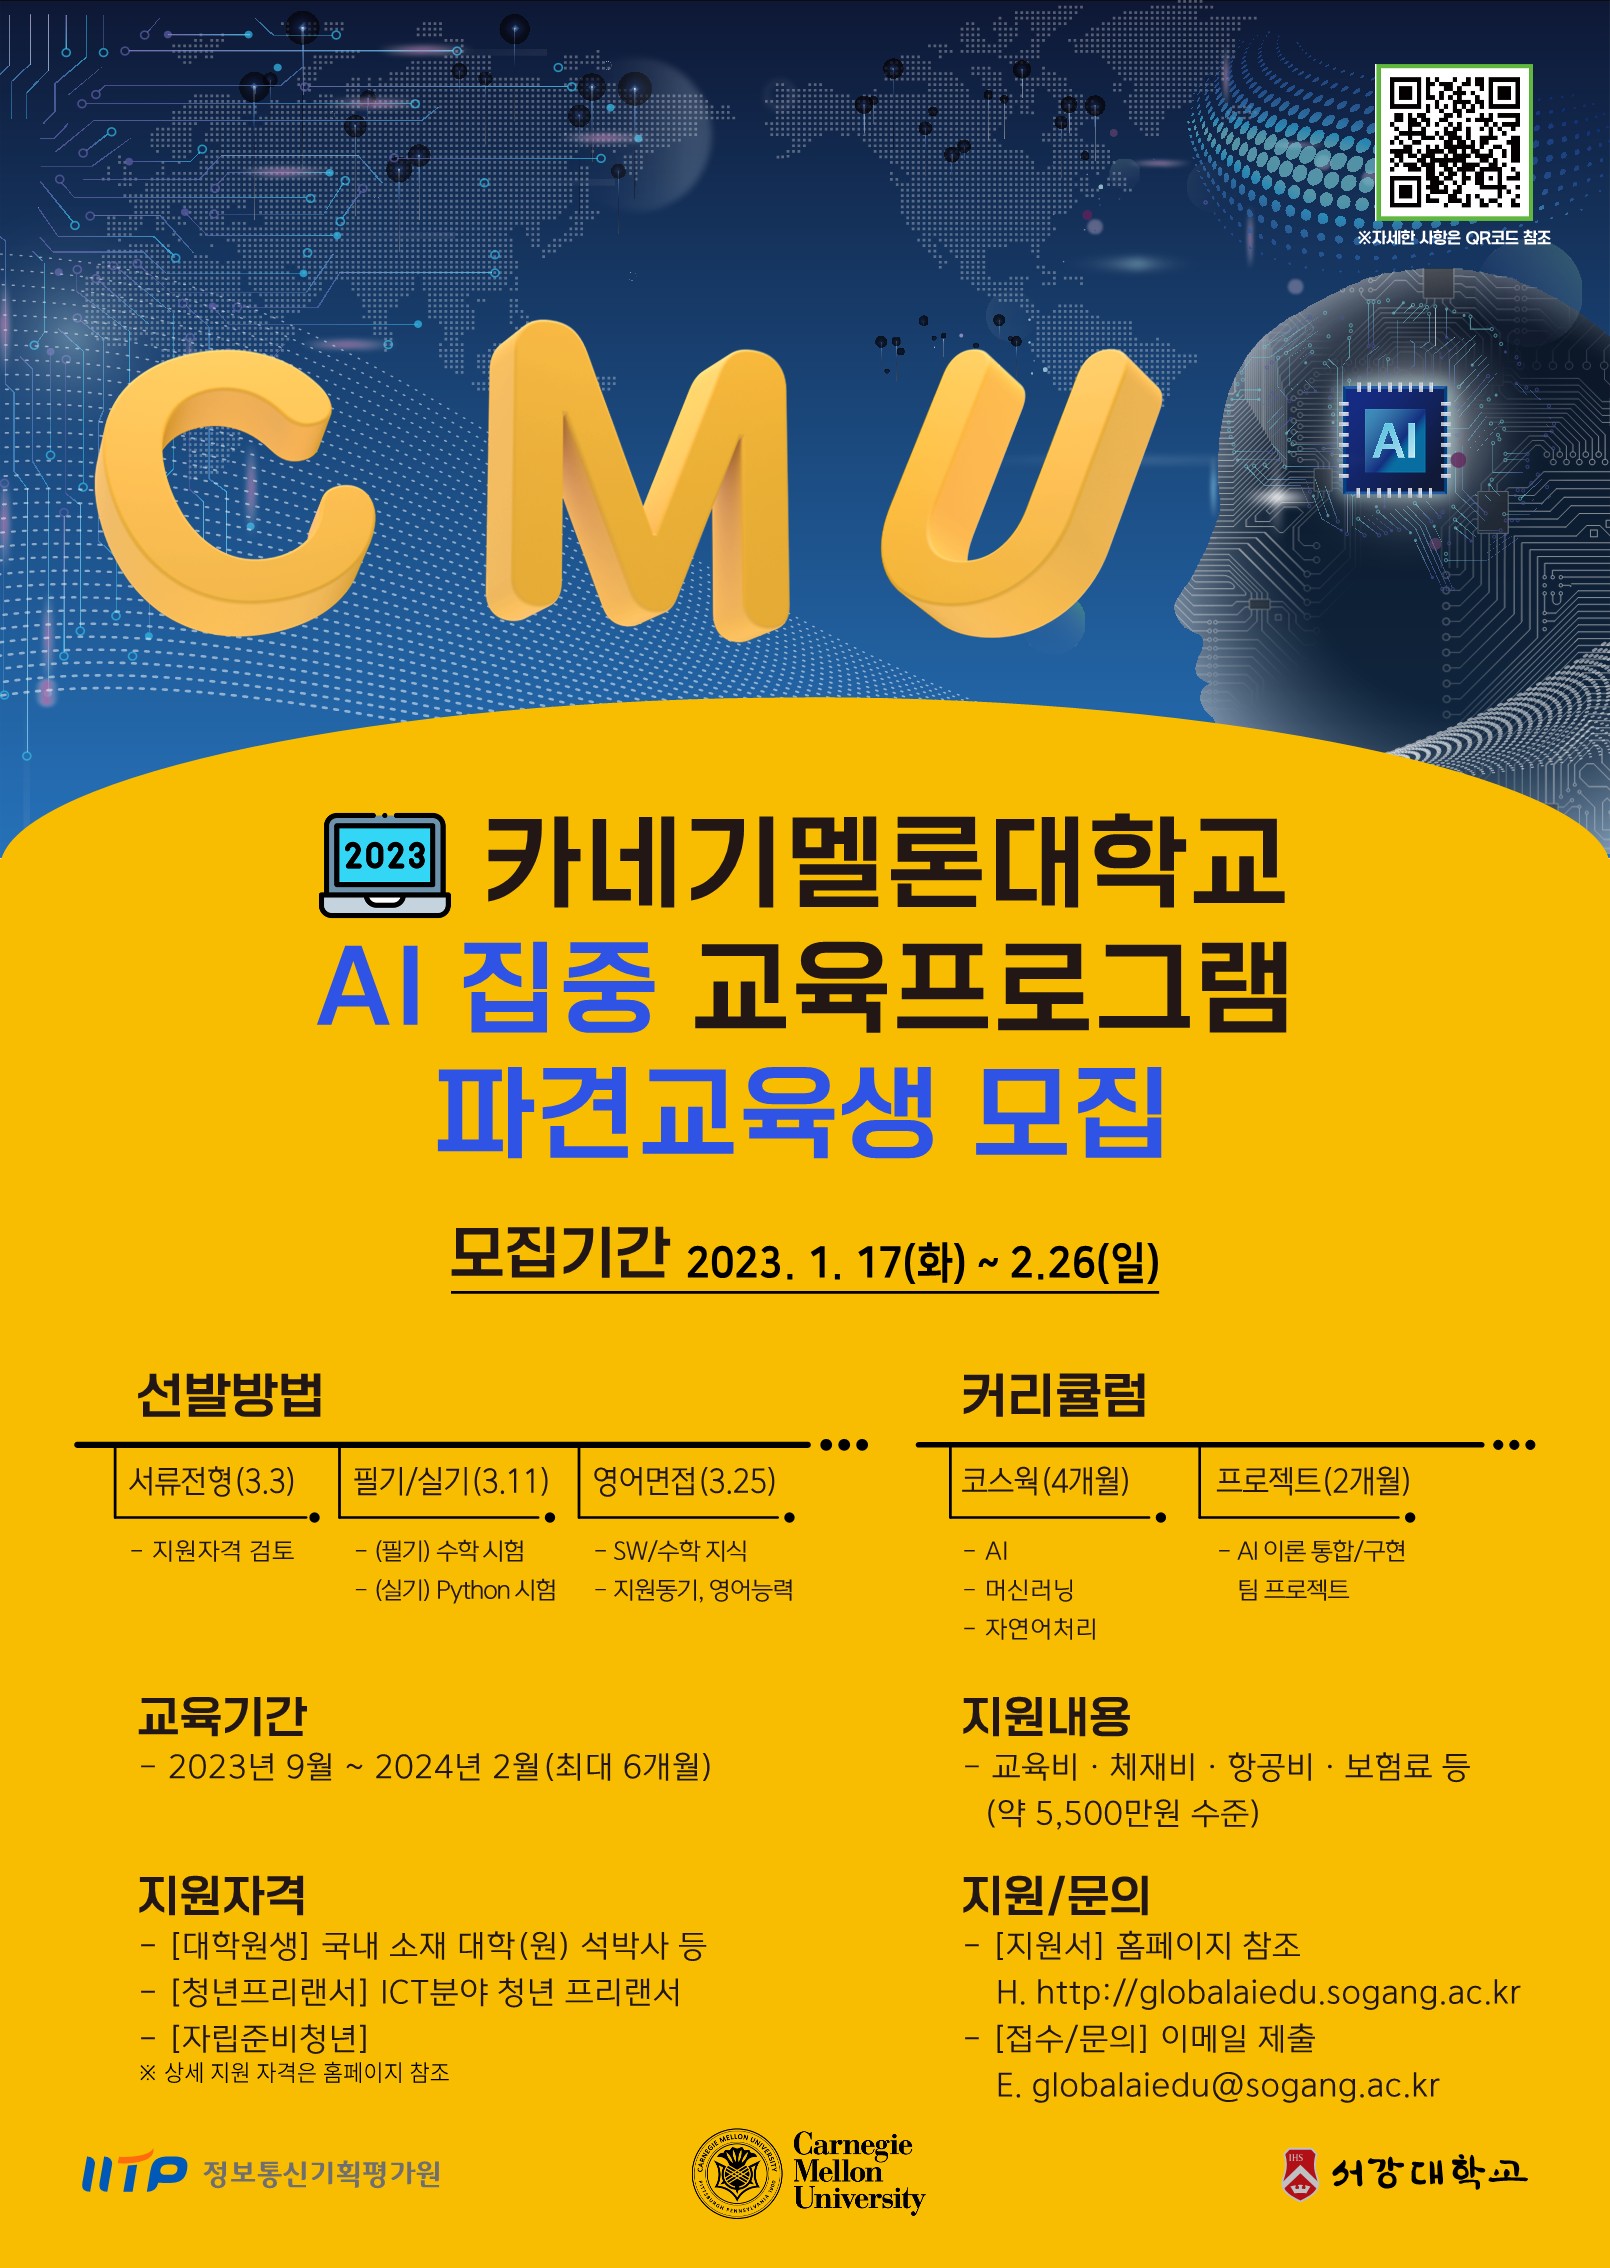 ※자세한 사항은 QR코드 참조
CMU
AI
2023 카네기멜론대학교
AI 집중 교육프로그램
파견교육생 모집
모집기간 2023. 1. 17(화) ~ 2.26(일)
선발방법
서류전형(3.3)
- 지원자격 검토
필기/실기(3.11)
- (필기) 수학 시험
- (실기) Python 시험
영어면접(3.25)
- SW/수학 지식
- 지원동기, 영어능력
커리큘럼
코스웍(4개월)
- AI
- 머신러닝
- 자연어처리
프로젝트(2개월)
- AI 이론 통합/구현
팀 프로젝트
교육기간
- 2023년 9월 ~ 2024년 2월(최대 6개월)
지원내용
- 교육비 · 체재비 · 항공비 · 보험료 등
(약 5,500만원 수준)
지원자격
- [대학원생] 국내 소재 대학(원) 석박사 등
- [청년프리랜서] ICT분야 청년 프리랜서
- [자립준비청년]
※ 상세 지원 자격은 홈페이지 참조
지원/문의
- [지원서] 홈페이지 참조
H. http://globalaiedu.sogang.ac.kr
- [접수/문의] 이메일 제출
E. globalaiedu@sogang.ac.kr
IITP 정보통신기획평가원
CARNEGIE MELLON UNIVERSITY
PITTSBURGH PENNSYLVANIA
Carnegie
Mellon
University
IHS
서강대학교